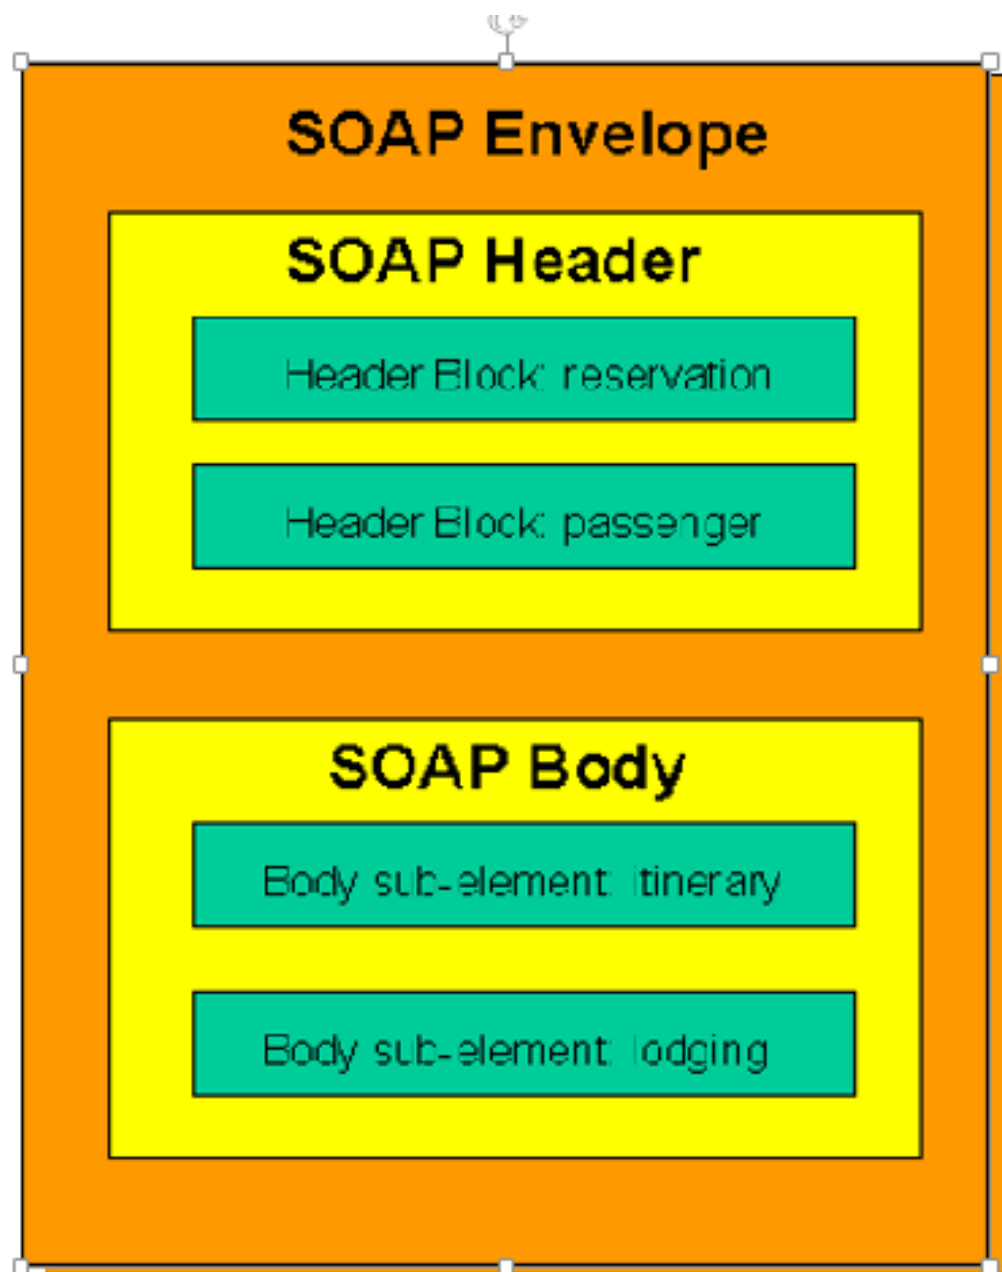 SOAP Envelope
SOAP Header
Header Block: reservation
Header Block: passenger
SOAP Body
Body sub-element: itinerary
Body sub-element: lodging